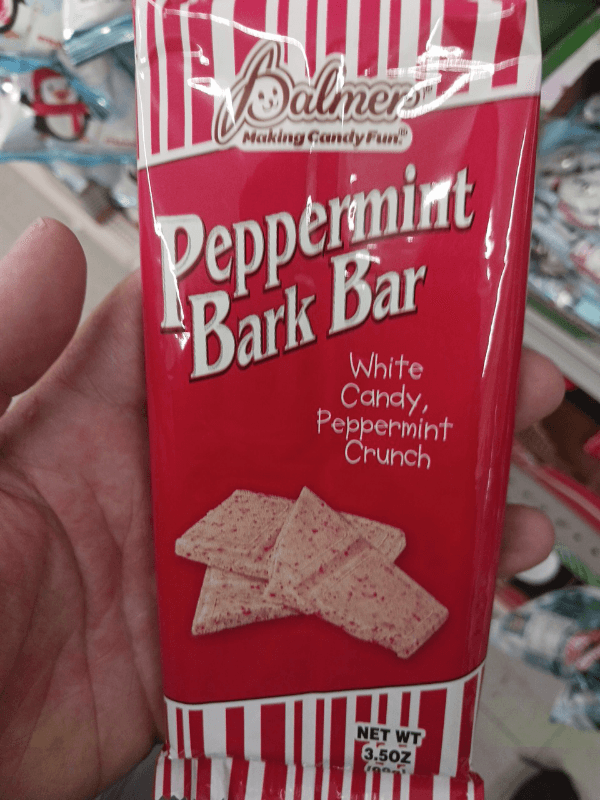 Palmer
Making Candy Fun.
Peppermint
Bark Bar
White
Candy,
Peppermint
Crunch
NET WT
3.5OZ